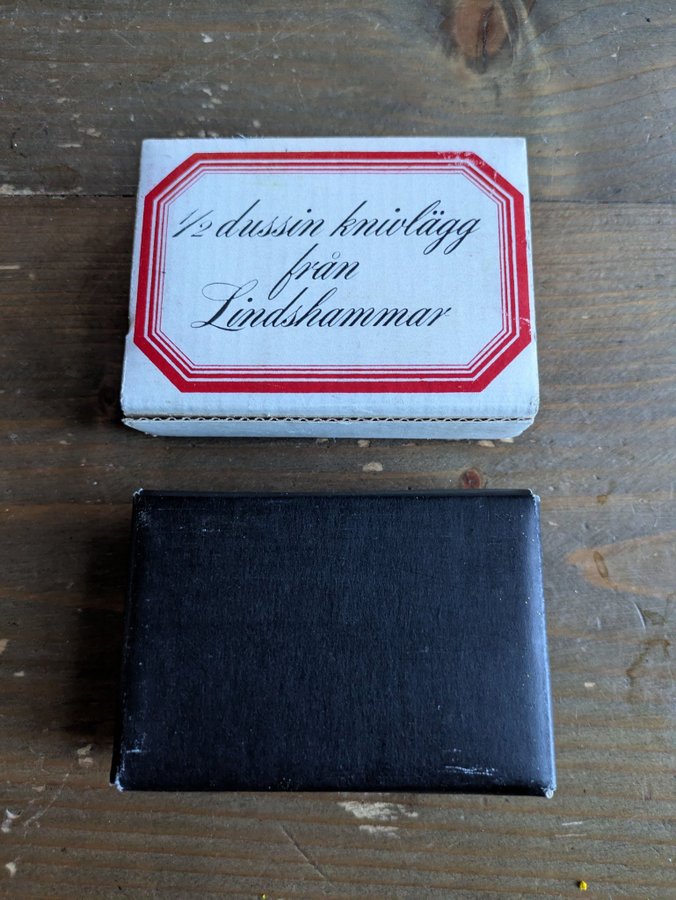 1/2 dussin knivlägg
från
Lindshammar